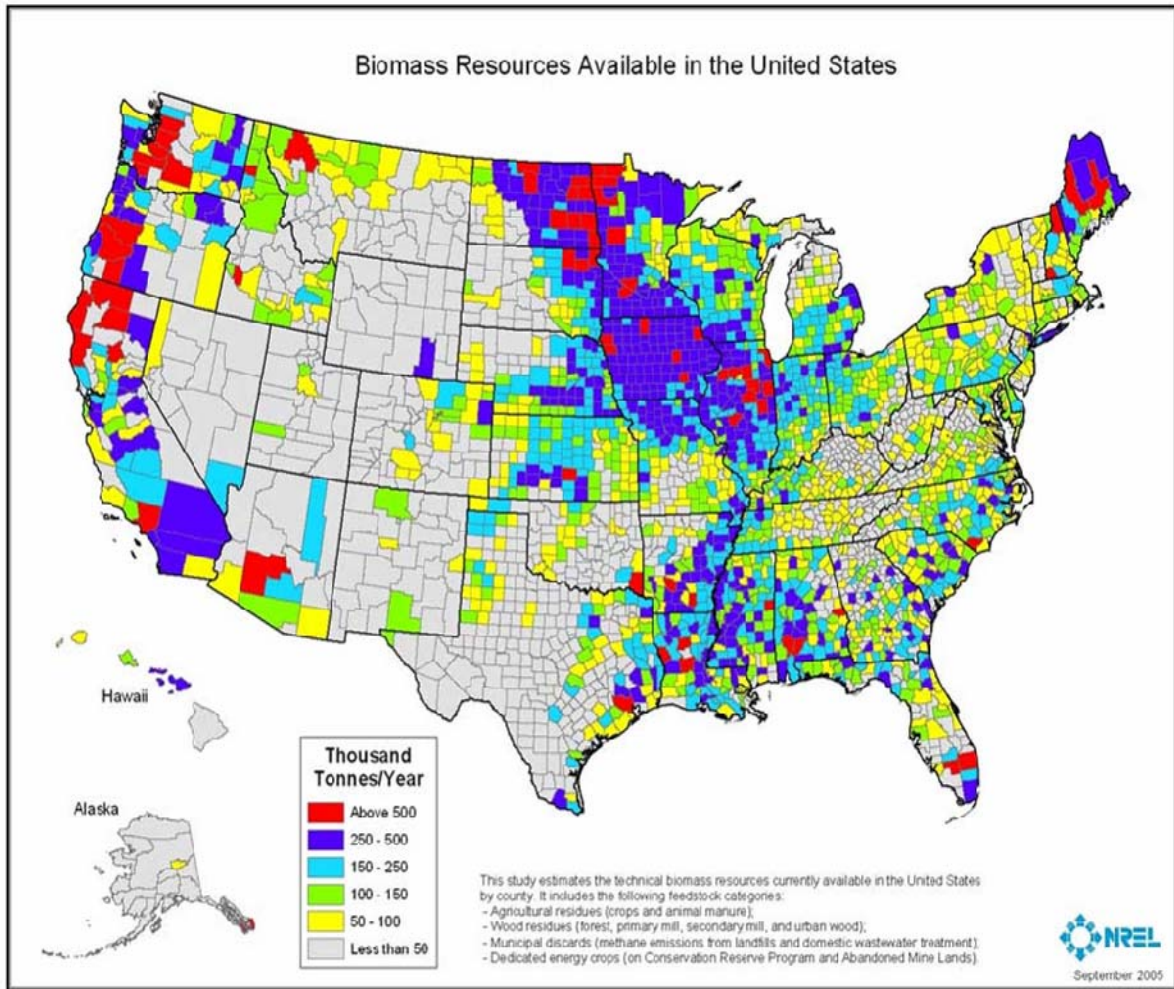 Biomass Resources Available in the United States
Hawaii
Alaska
Thousand
Tonnes/Year
Above 500
250 - 500
150 - 250
100 - 150
50 - 100
Less than 50
This study estimates the technical biomass resources currently available in the United States
by county. It includes the following feedstock categories:
- Agricultural residues (crops and animal manure);
- Wood residues (forest, primary mill, secondary mill, and urban wood);
- Municipal discards (methane emissions from landfills and domestic wastewater treatment).
- Dedicated energy crops (on Conservation Reserve Program and Abandoned Mine Lands).
NREL
September 2005